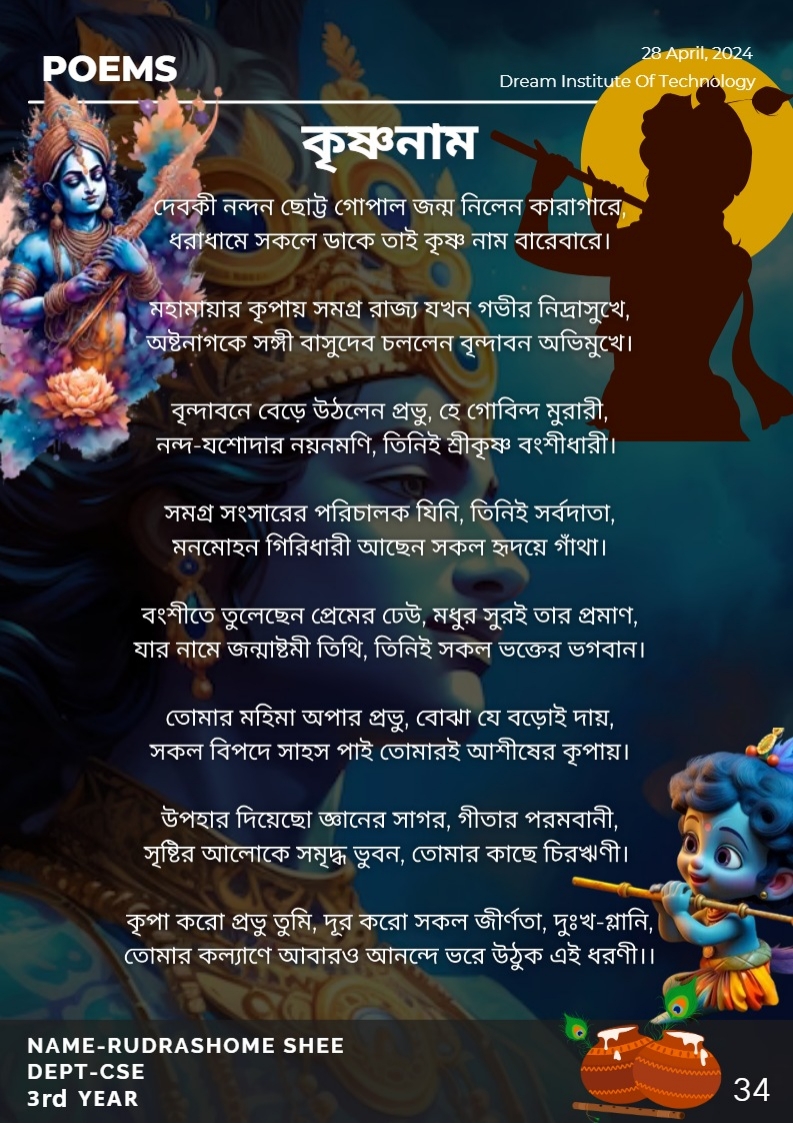 POEMS
28 April, 2024
Dream Institute Of Technology
কৃষ্ণনাম
দেবকী নন্দন ছোট্ট গোপাল জন্ম নিলেন কারাগারে,
ধরাধামে সকলে ডাকে তাই কৃষ্ণ নাম বারেবারে।
মহামায়ার কৃপায় সমগ্র রাজ্য যখন গভীর নিদ্রাসুখে,
অষ্টনাগকে সঙ্গী বাসুদেব চললেন বৃন্দাবন অভিমুখে।
বৃন্দাবনে বেড়ে উঠলেন প্রভু, হে গোবিন্দ মুরারী,
নন্দ-যশোদার নয়নমণি, তিনিই শ্রীকৃষ্ণ বংশীধারী।
সমগ্র সংসারের পরিচালক যিনি, তিনিই সর্বদাতা,
মনমোহন গিরিধারী আছেন সকল হৃদয়ে গাঁথা।
বংশীতে তুলেছেন প্রেমের ঢেউ, মধুর সুরই তার প্রমাণ,
যার নামে জন্মাষ্টমী তিথি, তিনিই সকল ভক্তের ভগবান।
তোমার মহিমা অপার প্রভু, বোঝা যে বড়োই দায়,
সকল বিপদে সাহস পাই তোমারই আশীষের কৃপায়।
উপহার দিয়েছো জ্ঞানের সাগর, গীতার পরমবানী,
সৃষ্টির আলোকে সমৃদ্ধ ভুবন, তোমার কাছে চিরঋণী।
কৃপা করো প্রভু তুমি, দূর করো সকল জীর্ণতা, দুঃখ-গ্লানি,
তোমার কল্যাণে আবারও আনন্দে ভরে উঠুক এই ধরণী।।
NAME-RUDRASHOME SHEE
DEPT-CSE
3rd YEAR
34